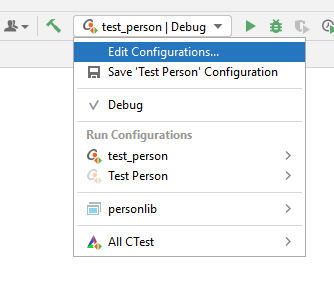 test_person | Debug
Edit Configurations...
Save 'Test Person' Configuration
Debug
Run Configurations
test_person
Test Person
personlib
All CTest